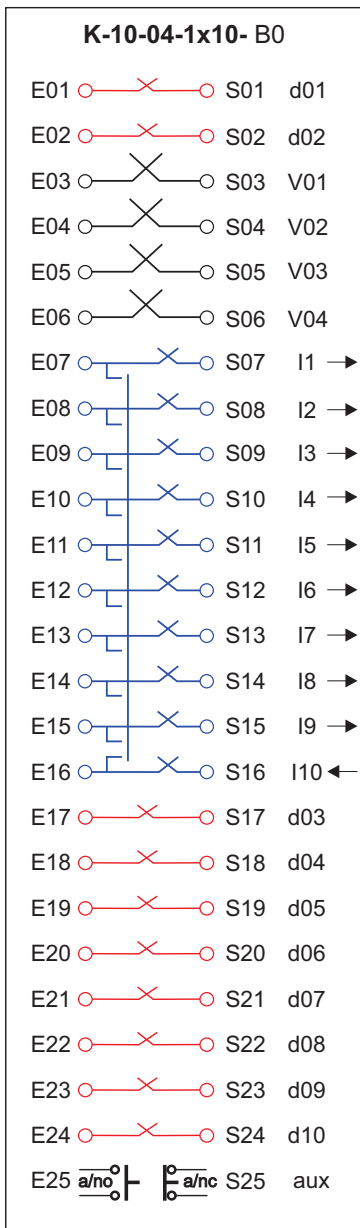 K-10-04-1x10- B0
E01 S01 d01
E02 S02 d02
E03 S03 V01
E04 S04 V02
E05 S05 V03
E06 S06 V04
E07 S07 I1
E08 S08 I2
E09 S09 I3
E10 S10 I4
E11 S11 I5
E12 S12 I6
E13 S13 I7
E14 S14 I8
E15 S15 I9
E16 S16 I10
E17 S17 d03
E18 S18 d04
E19 S19 d05
E20 S20 d06
E21 S21 d07
E22 S22 d08
E23 S23 d09
E24 S24 d10
E25 a/no a/nc S25 aux